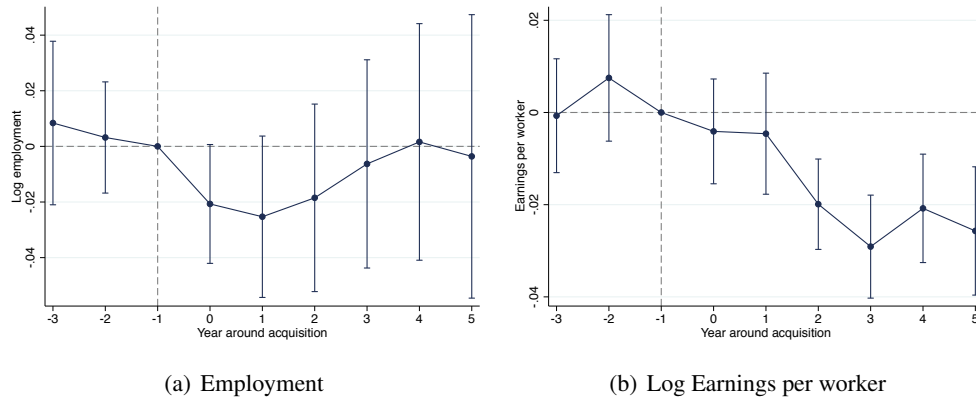 .04
.02
0
-.02
-.04
Log employment
-3 -2 -1 0 1 2 3 4 5
Year around acquisition
(a) Employment
.02
0
-.02
-.04
Earnings per worker
-3 -2 -1 0 1 2 3 4 5
Year around acquisition
(b) Log Earnings per worker